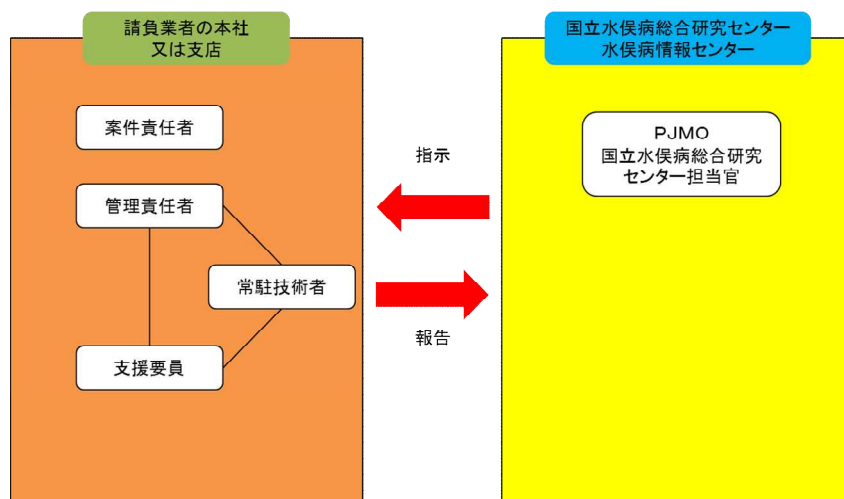 請負業者の本社
又は支店
案件責任者
管理責任者
常駐技術者
支援要員
指示
報告
国立水俣病総合研究センター
水俣病情報センター
PJMO
国立水俣病総合研究
センター担当官